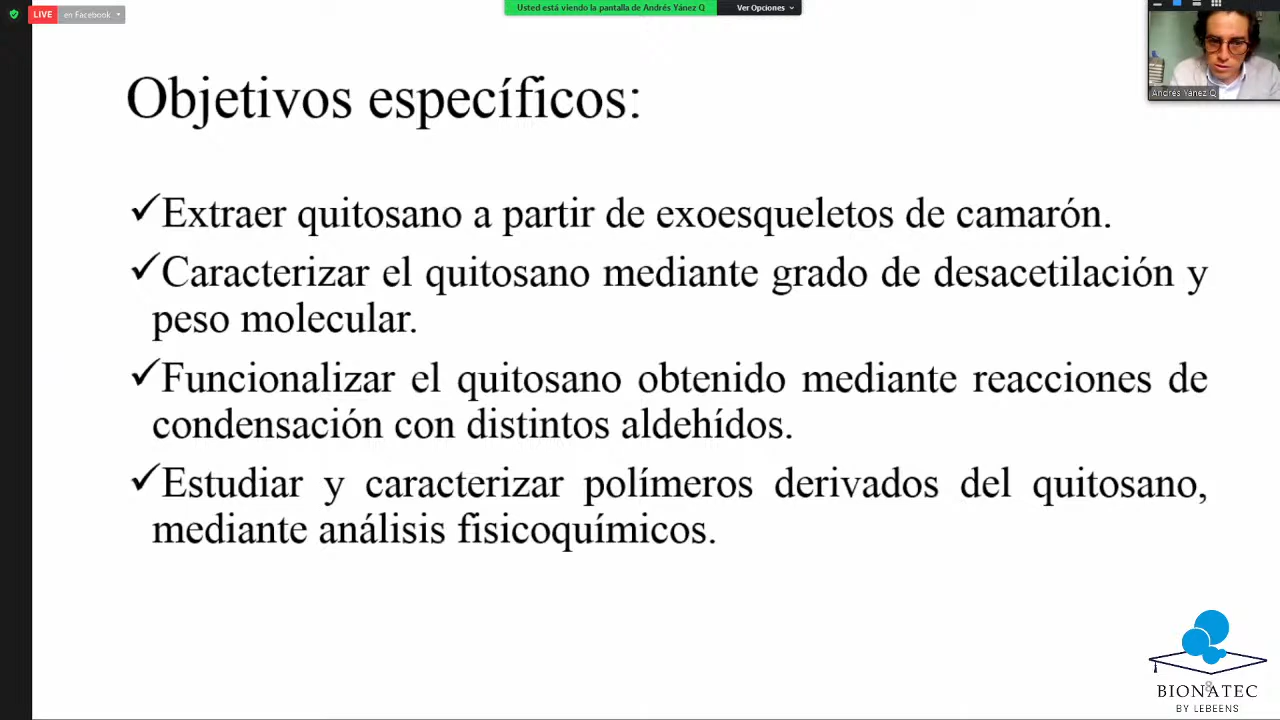 LIVE en Facebook
Usted está viendo la pantalla de Andrés Yánez Q Ver Opciones
Andrés Yánez Q
Objetivos específicos:
✓Extraer quitosano a partir de exoesqueletos de camarón.
✓Caracterizar el quitosano mediante grado de desacetilación y
peso molecular.
✓Funcionalizar el quitosano obtenido mediante reacciones de
condensación con distintos aldehídos.
✓Estudiar y caracterizar polímeros derivados del quitosano,
mediante análisis fisicoquímicos.
8
BIONATEC
BY LEBEENS